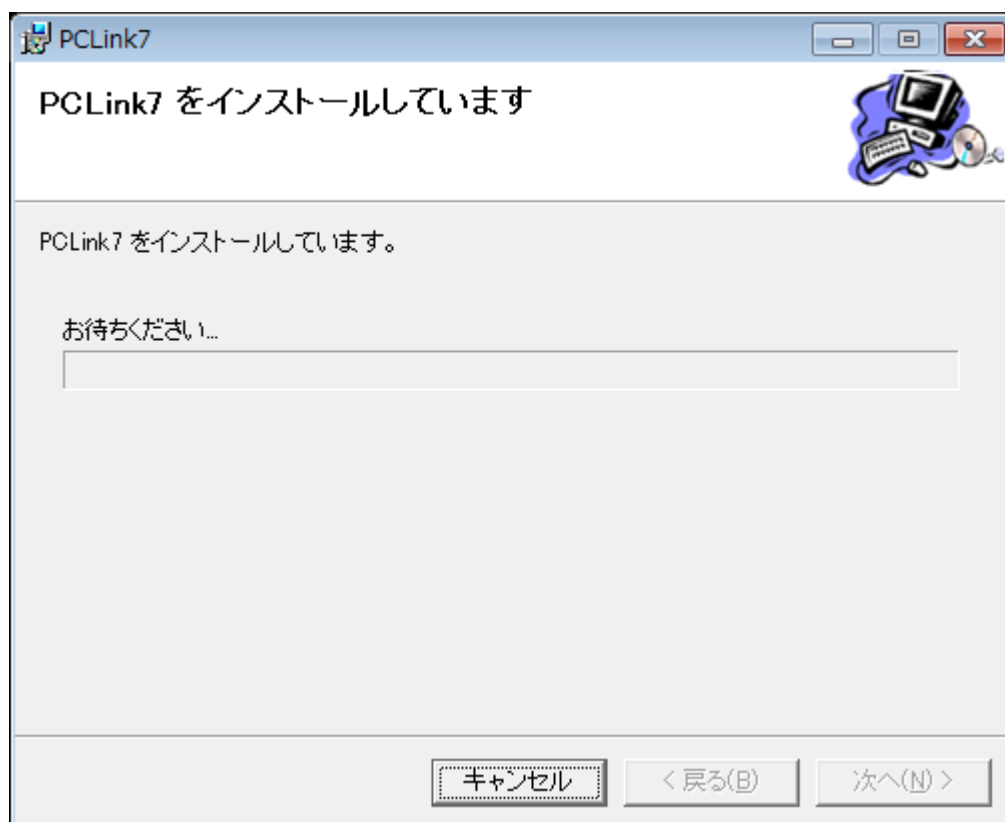 PCLink7
PCLink7 をインストールしています
PCLink7 をインストールしています。
お待ちください...
キャンセル
< 戻る(B)
次へ(N) >